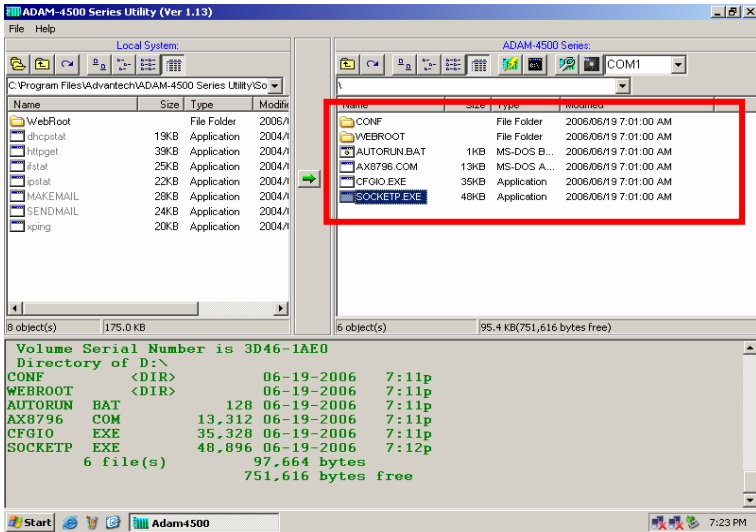 ADAM-4500 Series Utility (Ver 1.13)
File Help
Local System:
C:\Program Files\Advantech\ADAM-4500 Series Utility\So
Name Size Type Modifie
WebRoot File Folder 2006/
dhcpstat 19KB Application 2004/
httpget 39KB Application 2004/
ifstat 25KB Application 2004/
ipstat 22KB Application 2004/
MAKEMAIL 28KB Application 2004/
SENDMAIL 24KB Application 2004/
xping 20KB Application 2004/
8 object(s) 175.0 KB
ADAM-4500 Series:
COM1
\
Name Size Type Modified
CONF File Folder 2006/06/19 7:01:00 AM
WEBROOT File Folder 2006/06/19 7:01:00 AM
AUTORUN.BAT 1KB MS-DOS B... 2006/06/19 7:01:00 AM
AX8796.COM 13KB MS-DOS A... 2006/06/19 7:01:00 AM
CFGIO.EXE 35KB Application 2006/06/19 7:01:00 AM
SOCKETP.EXE 48KB Application 2006/06/19 7:01:00 AM
6 object(s) 95.4 KB(751,616 bytes free)
Volume Serial Number is 3D46-1AE0
Directory of D:\
CONF <DIR> 06-19-2006 7:11p
WEBROOT <DIR> 06-19-2006 7:11p
AUTORUN BAT 128 06-19-2006 7:11p
AX8796 COM 13,312 06-19-2006 7:11p
CFGIO EXE 35,328 06-19-2006 7:11p
SOCKETP EXE 48,896 06-19-2006 7:12p
6 file(s) 97,664 bytes
751,616 bytes free
Start Adam4500 7:23 PM